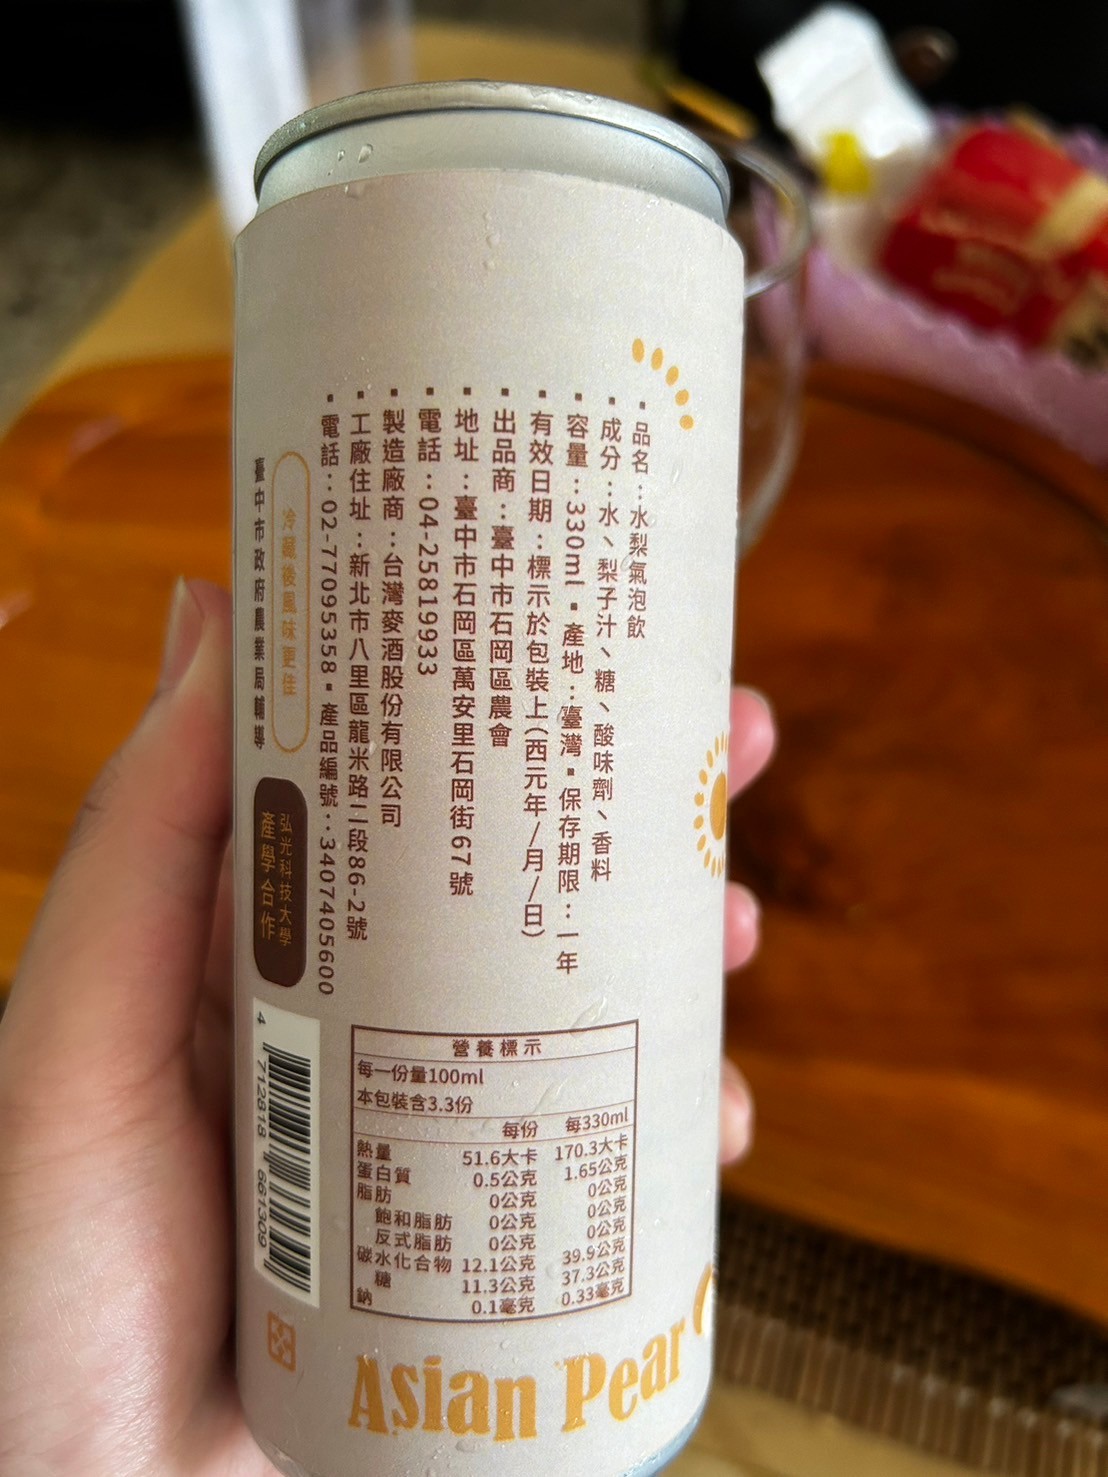 品名：水梨氣泡飲
成分：水、梨子汁、糖、酸味劑、香料
容量：330ml▪產地：臺灣▪保存期限：一年
有效日期：標示於包裝上(西元年/月/日)
出品商：臺中市石岡區農會
地址：臺中市石岡區萬安里石岡街67號
電話：04-25819933
製造廠商：台灣麥酒股份有限公司
工廠住址：新北市八里區龍米路二段86-2號
電話：02-77095358▪產品編號：3407405600
冷藏後風味更佳
臺中市政府農業局輔導
弘光科技大學
產學合作
4 712818 661309
營養標示
每一份量100ml
本包裝含3.3份
每份 每330ml
熱量 51.6大卡 170.3大卡
蛋白質 0.5公克 1.65公克
脂肪 0公克 0公克
飽和脂肪 0公克 0公克
反式脂肪 0公克 0公克
碳水化合物 12.1公克 39.9公克
糖 11.3公克 37.3公克
鈉 0.1毫克 0.33毫克
Asian Pear